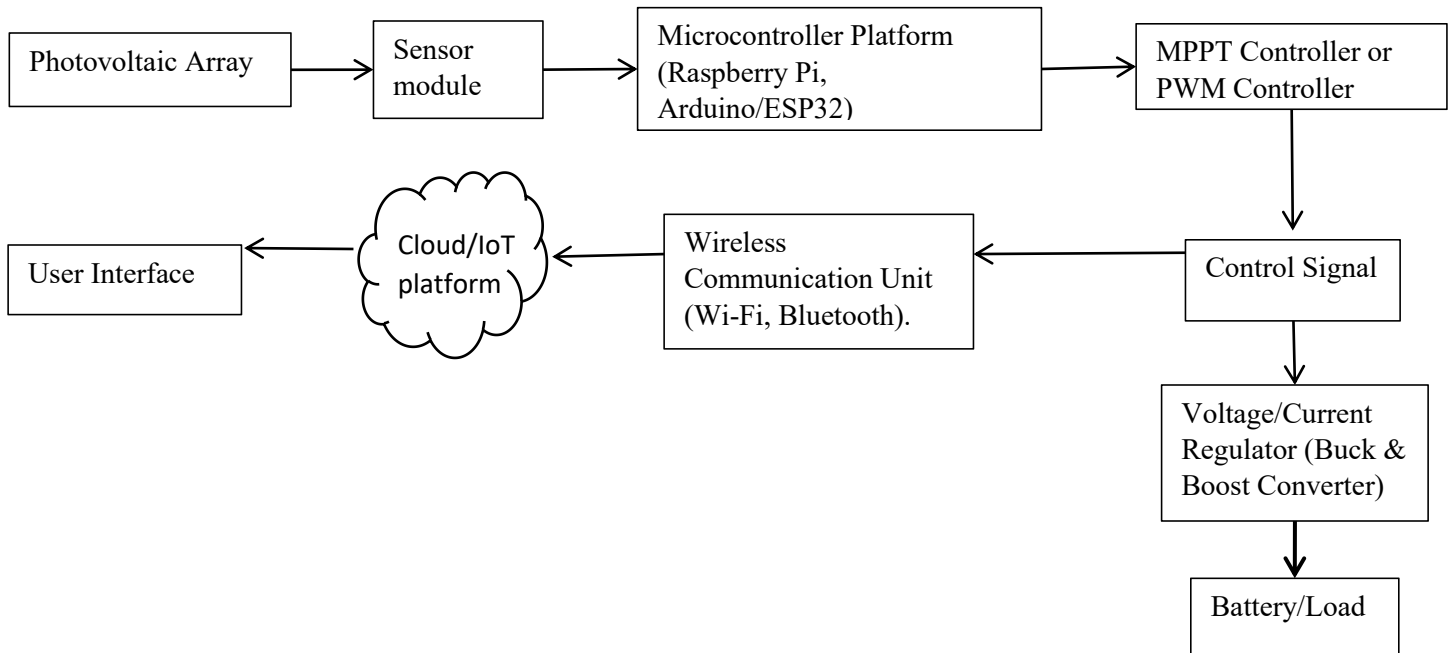 Photovoltaic Array
Sensor
module
Microcontroller Platform
(Raspberry Pi,
Arduino/ESP32)
MPPT Controller or
PWM Controller
User Interface
Cloud/IoT
platform
Wireless
Communication Unit
(Wi-Fi, Bluetooth).
Control Signal
Voltage/Current
Regulator (Buck &
Boost Converter)
Battery/Load